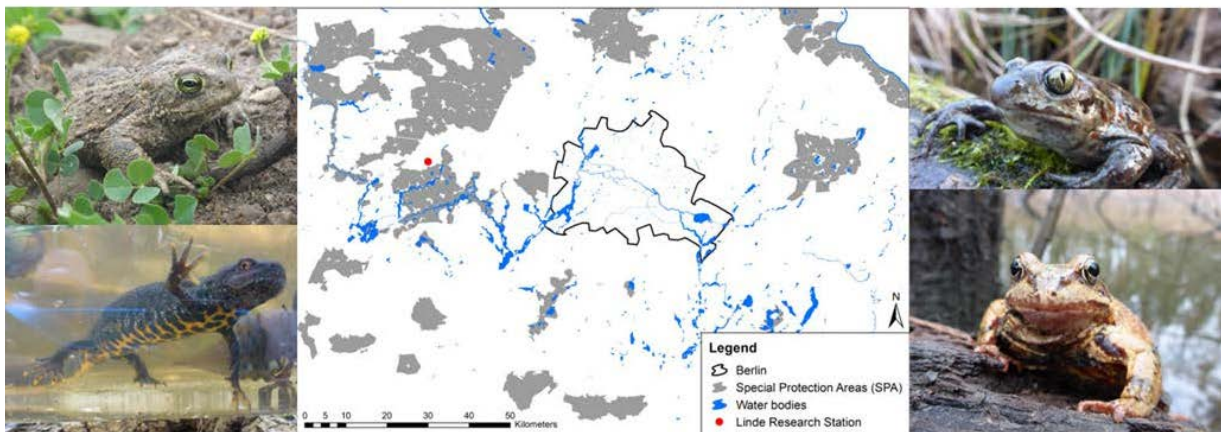 N
Legend
Berlin
Special Protection Areas (SPA)
Water bodies
Linde Research Station
0 5 10 20 30 40 50
Kilometers